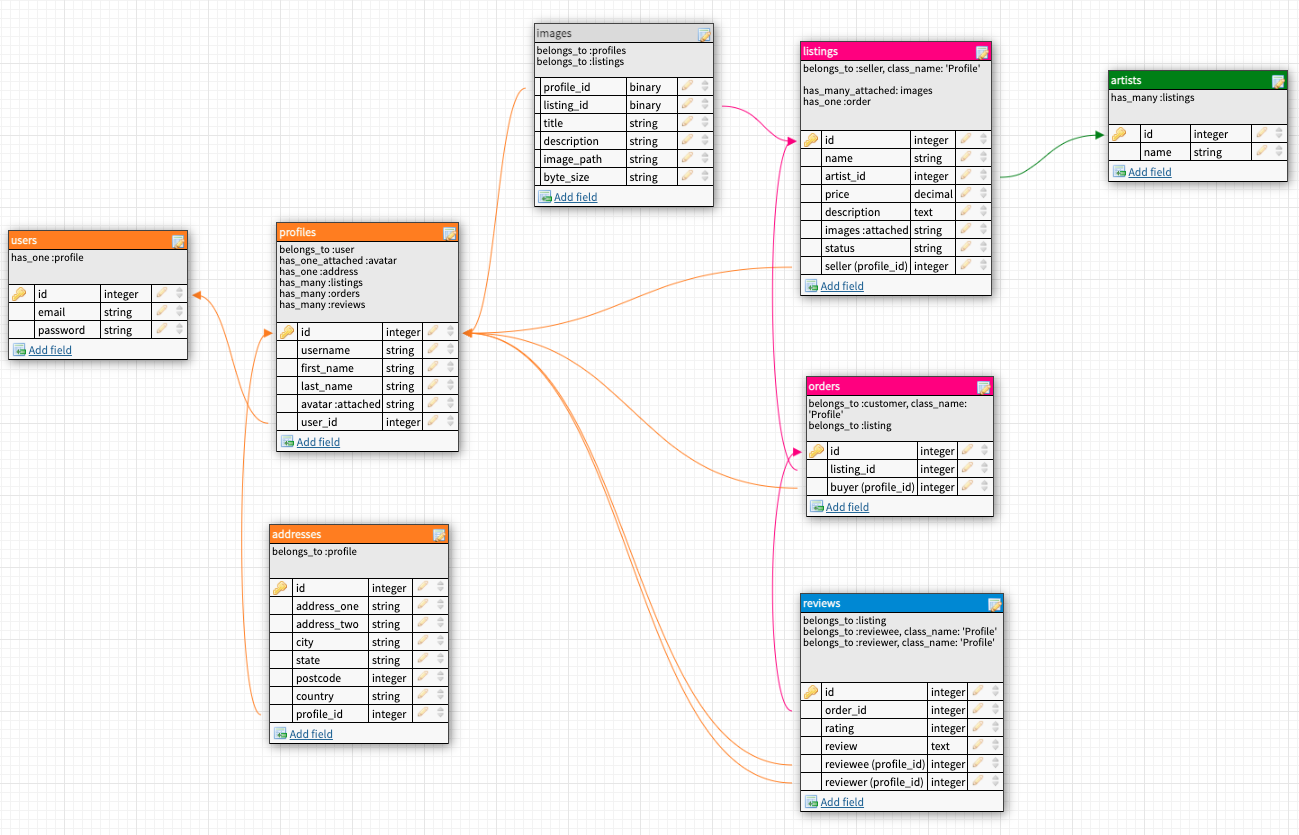 images
belongs_to :profiles
belongs_to :listings
profile_id binary
listing_id binary
title string
description string
image_path string
byte_size string
Add field
listings
belongs_to :seller, class_name: 'Profile'
has_many_attached: images
has_one :order
id integer
name string
artist_id integer
price decimal
description text
images :attached string
status string
seller (profile_id) integer
Add field
artists
has_many :listings
id integer
name string
Add field
users
has_one :profile
id integer
email string
password string
Add field
profiles
belongs_to :user
has_one_attached :avatar
has_one :address
has_many :listings
has_many :orders
has_many :reviews
id integer
username string
first_name string
last_name string
avatar :attached string
user_id integer
Add field
orders
belongs_to :customer, class_name:
'Profile'
belongs_to :listing
id integer
listing_id integer
buyer (profile_id) integer
Add field
addresses
belongs_to :profile
id integer
address_one string
address_two string
city string
state string
postcode integer
country string
profile_id integer
Add field
reviews
belongs_to :listing
belongs_to :reviewee, class_name: 'Profile'
belongs_to :reviewer, class_name: 'Profile'
id integer
order_id integer
rating integer
review text
reviewee (profile_id) integer
reviewer (profile_id) integer
Add field